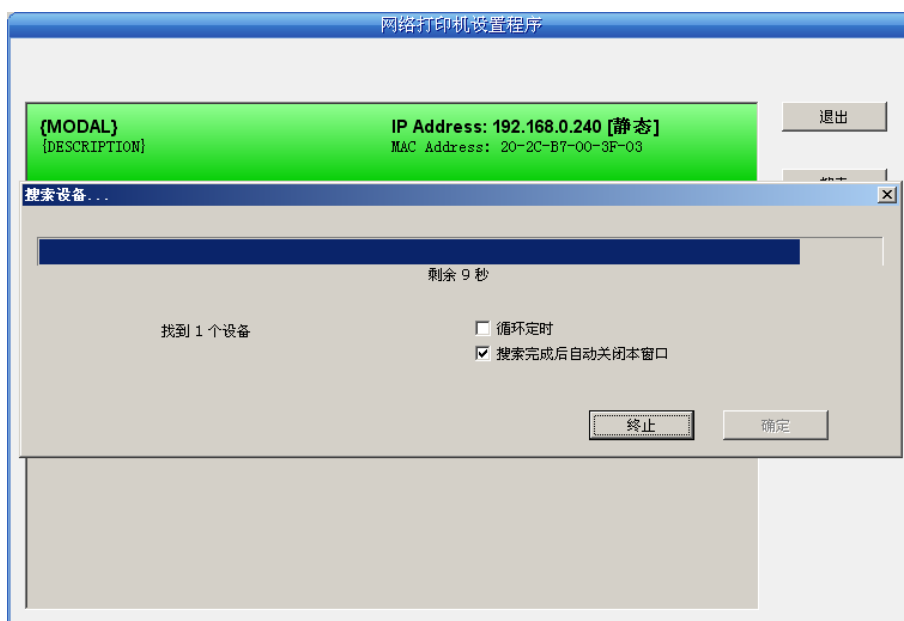 网络打印机设置程序
{MODAL}
IP Address: 192.168.0.240 [静态]
退出
{DESCRIPTION}
MAC Address: 20-2C-B7-00-3F-03
搜索设备...
剩余 9 秒
找到 1 个设备
循环定时
搜索完成后自动关闭本窗口
终止
确定